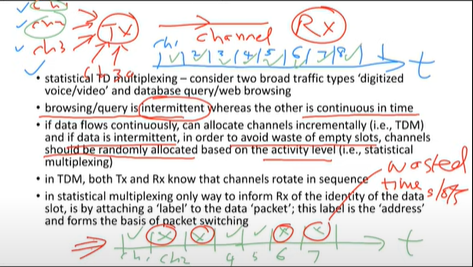 ch2
Tx
channel
Rx
ch3
ch1 1 2 3 4 5 6 7 8
t
• statistical TD multiplexing – consider two broad traffic types ‘digitized
voice/video’ and database query/web browsing
• browsing/query is intermittent whereas the other is continuous in time
• if data flows continuously, can allocate channels incrementally (i.e., TDM)
and if data is intermittent, in order to avoid waste of empty slots, channels
should be randomly allocated based on the activity level (i.e., statistical
multiplexing)
wasted
• in TDM, both Tx and Rx know that channels rotate in sequence
time
slots
• in statistical multiplexing only way to inform Rx of the identity of the data
slot, is by attaching a ‘label’ to the data ‘packet’; this label is the ‘address’
and forms the basis of packet switching
x x x x
t
ch1 ch2 4 5 6 7